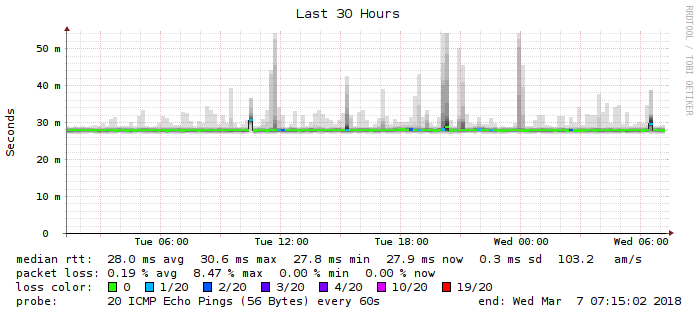 Last 30 Hours
RRDTOOL / TOBI OETIKER
Seconds
50 m
40 m
30 m
20 m
10 m
0
Tue 06:00 Tue 12:00 Tue 18:00 Wed 00:00 Wed 06:00
median rtt: 28.0 ms avg 30.6 ms max 27.8 ms min 27.9 ms now 0.3 ms sd 103.2 am/s
packet loss: 0.19 % avg 8.47 % max 0.00 % min 0.00 % now
loss color: 0 1/20 2/20 3/20 4/20 10/20 19/20
probe: 20 ICMP Echo Pings (56 Bytes) every 60s end: Wed Mar 7 07:15:02 2018